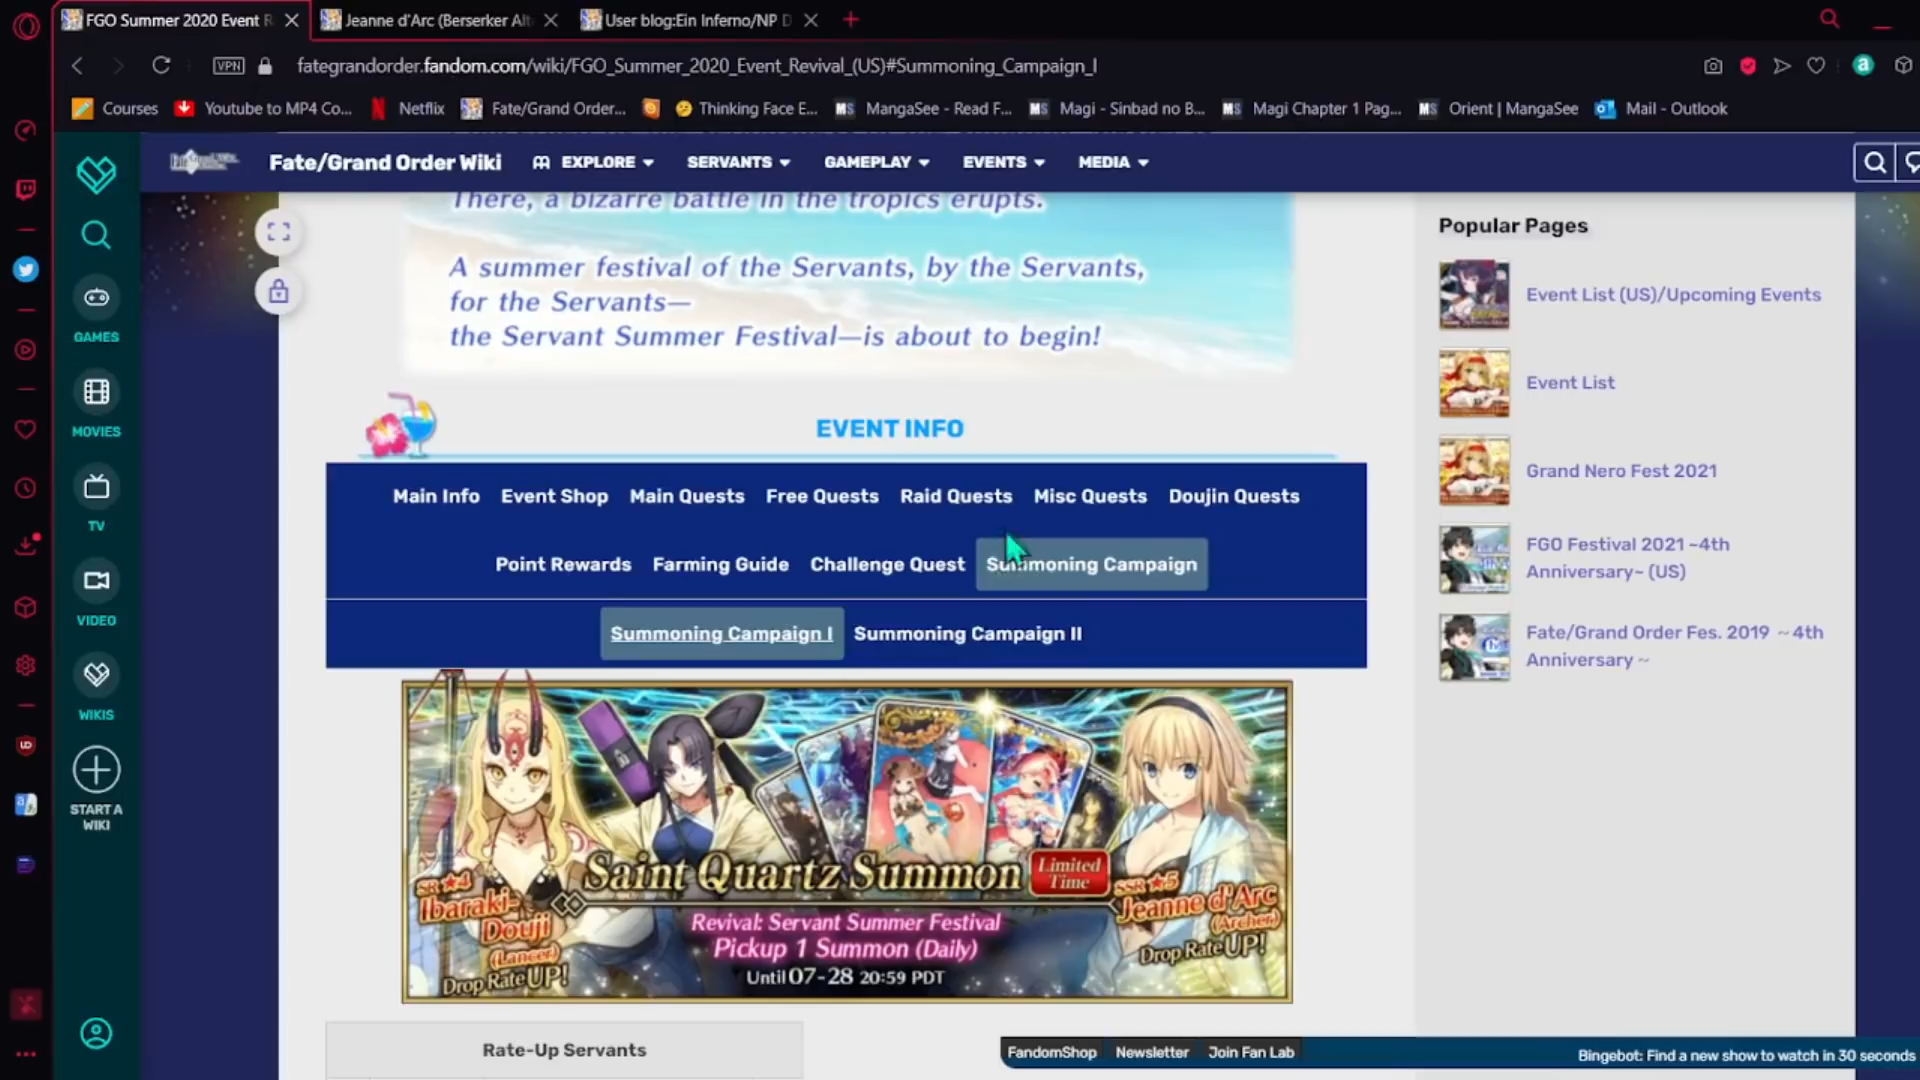 FGO Summer 2020 Event R
Jeanne d'Arc (Berserker Alt
User blog:Ein Inferno/NP D
VPN
fategrandorder.fandom.com/wiki/FGO_Summer_2020_Event_Revival_(US)#Summoning_Campaign_I
Courses
Youtube to MP4 Co...
Netflix
Fate/Grand Order...
Thinking Face E...
MangaSee - Read F...
Magi - Sinbad no B...
Magi Chapter 1 Pag...
Orient | MangaSee
Mail - Outlook
Fate/Grand Order Wiki
EXPLORE
SERVANTS
GAMEPLAY
EVENTS
MEDIA
GAMES
MOVIES
TV
VIDEO
WIKIS
START A
WIKI
There, a bizarre battle in the tropics erupts.
A summer festival of the Servants, by the Servants,
for the Servants—
the Servant Summer Festival—is about to begin!
EVENT INFO
Main Info Event Shop Main Quests Free Quests Raid Quests Misc Quests Doujin Quests
Point Rewards Farming Guide Challenge Quest Summoning Campaign
Summoning Campaign I Summoning Campaign II
Saint Quartz Summon
Limited
Time
Revival: Servant Summer Festival
Pickup 1 Summon (Daily)
Until 07-28 20:59 PDT
SR ★4
Ibaraki-
Douji
(Lancer)
Drop Rate UP!
SSR ★5
Jeanne d'Arc
(Archer)
Drop Rate UP!
Rate-Up Servants
Popular Pages
Event List (US)/Upcoming Events
Event List
Grand Nero Fest 2021
FGO Festival 2021 ~4th
Anniversary~ (US)
Fate/Grand Order Fes. 2019 ～4th
Anniversary～
FandomShop Newsletter Join Fan Lab
Bingebot: Find a new show to watch in 30 seconds